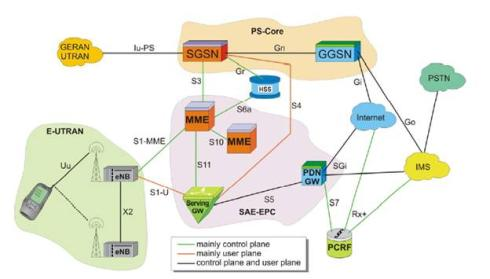 PS-Core
GERAN
UTRAN
Iu-PS
SGSN
Gn
GGSN
Gr
HSS
Gi
PSTN
S3
S6a
S4
Go
MME
Internet
E-UTRAN
S1-MME
S10
MME
Uu
S11
SGi
IMS
eNB
PDN
GW
S1-U
Serving
GW
S5
X2
SAE-EPC
S7
Rx+
eNB
PCRF
mainly control plane
mainly user plane
control plane and user plane